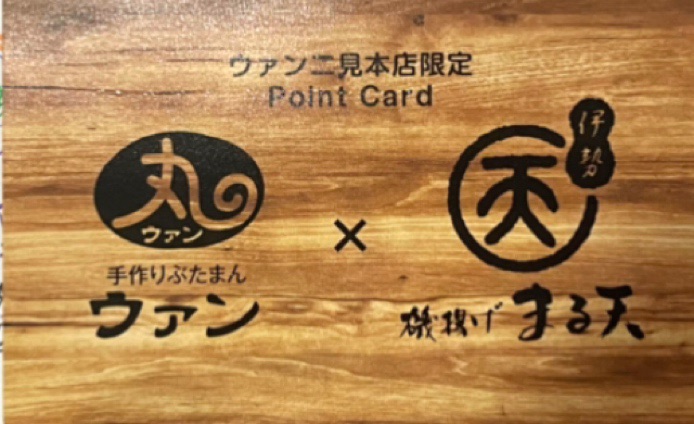 ウァン二見本店限定
Point Card
丸
ウァン
手作りぶたまん
ウァン
×
伊勢
天
磯揚げ まる天